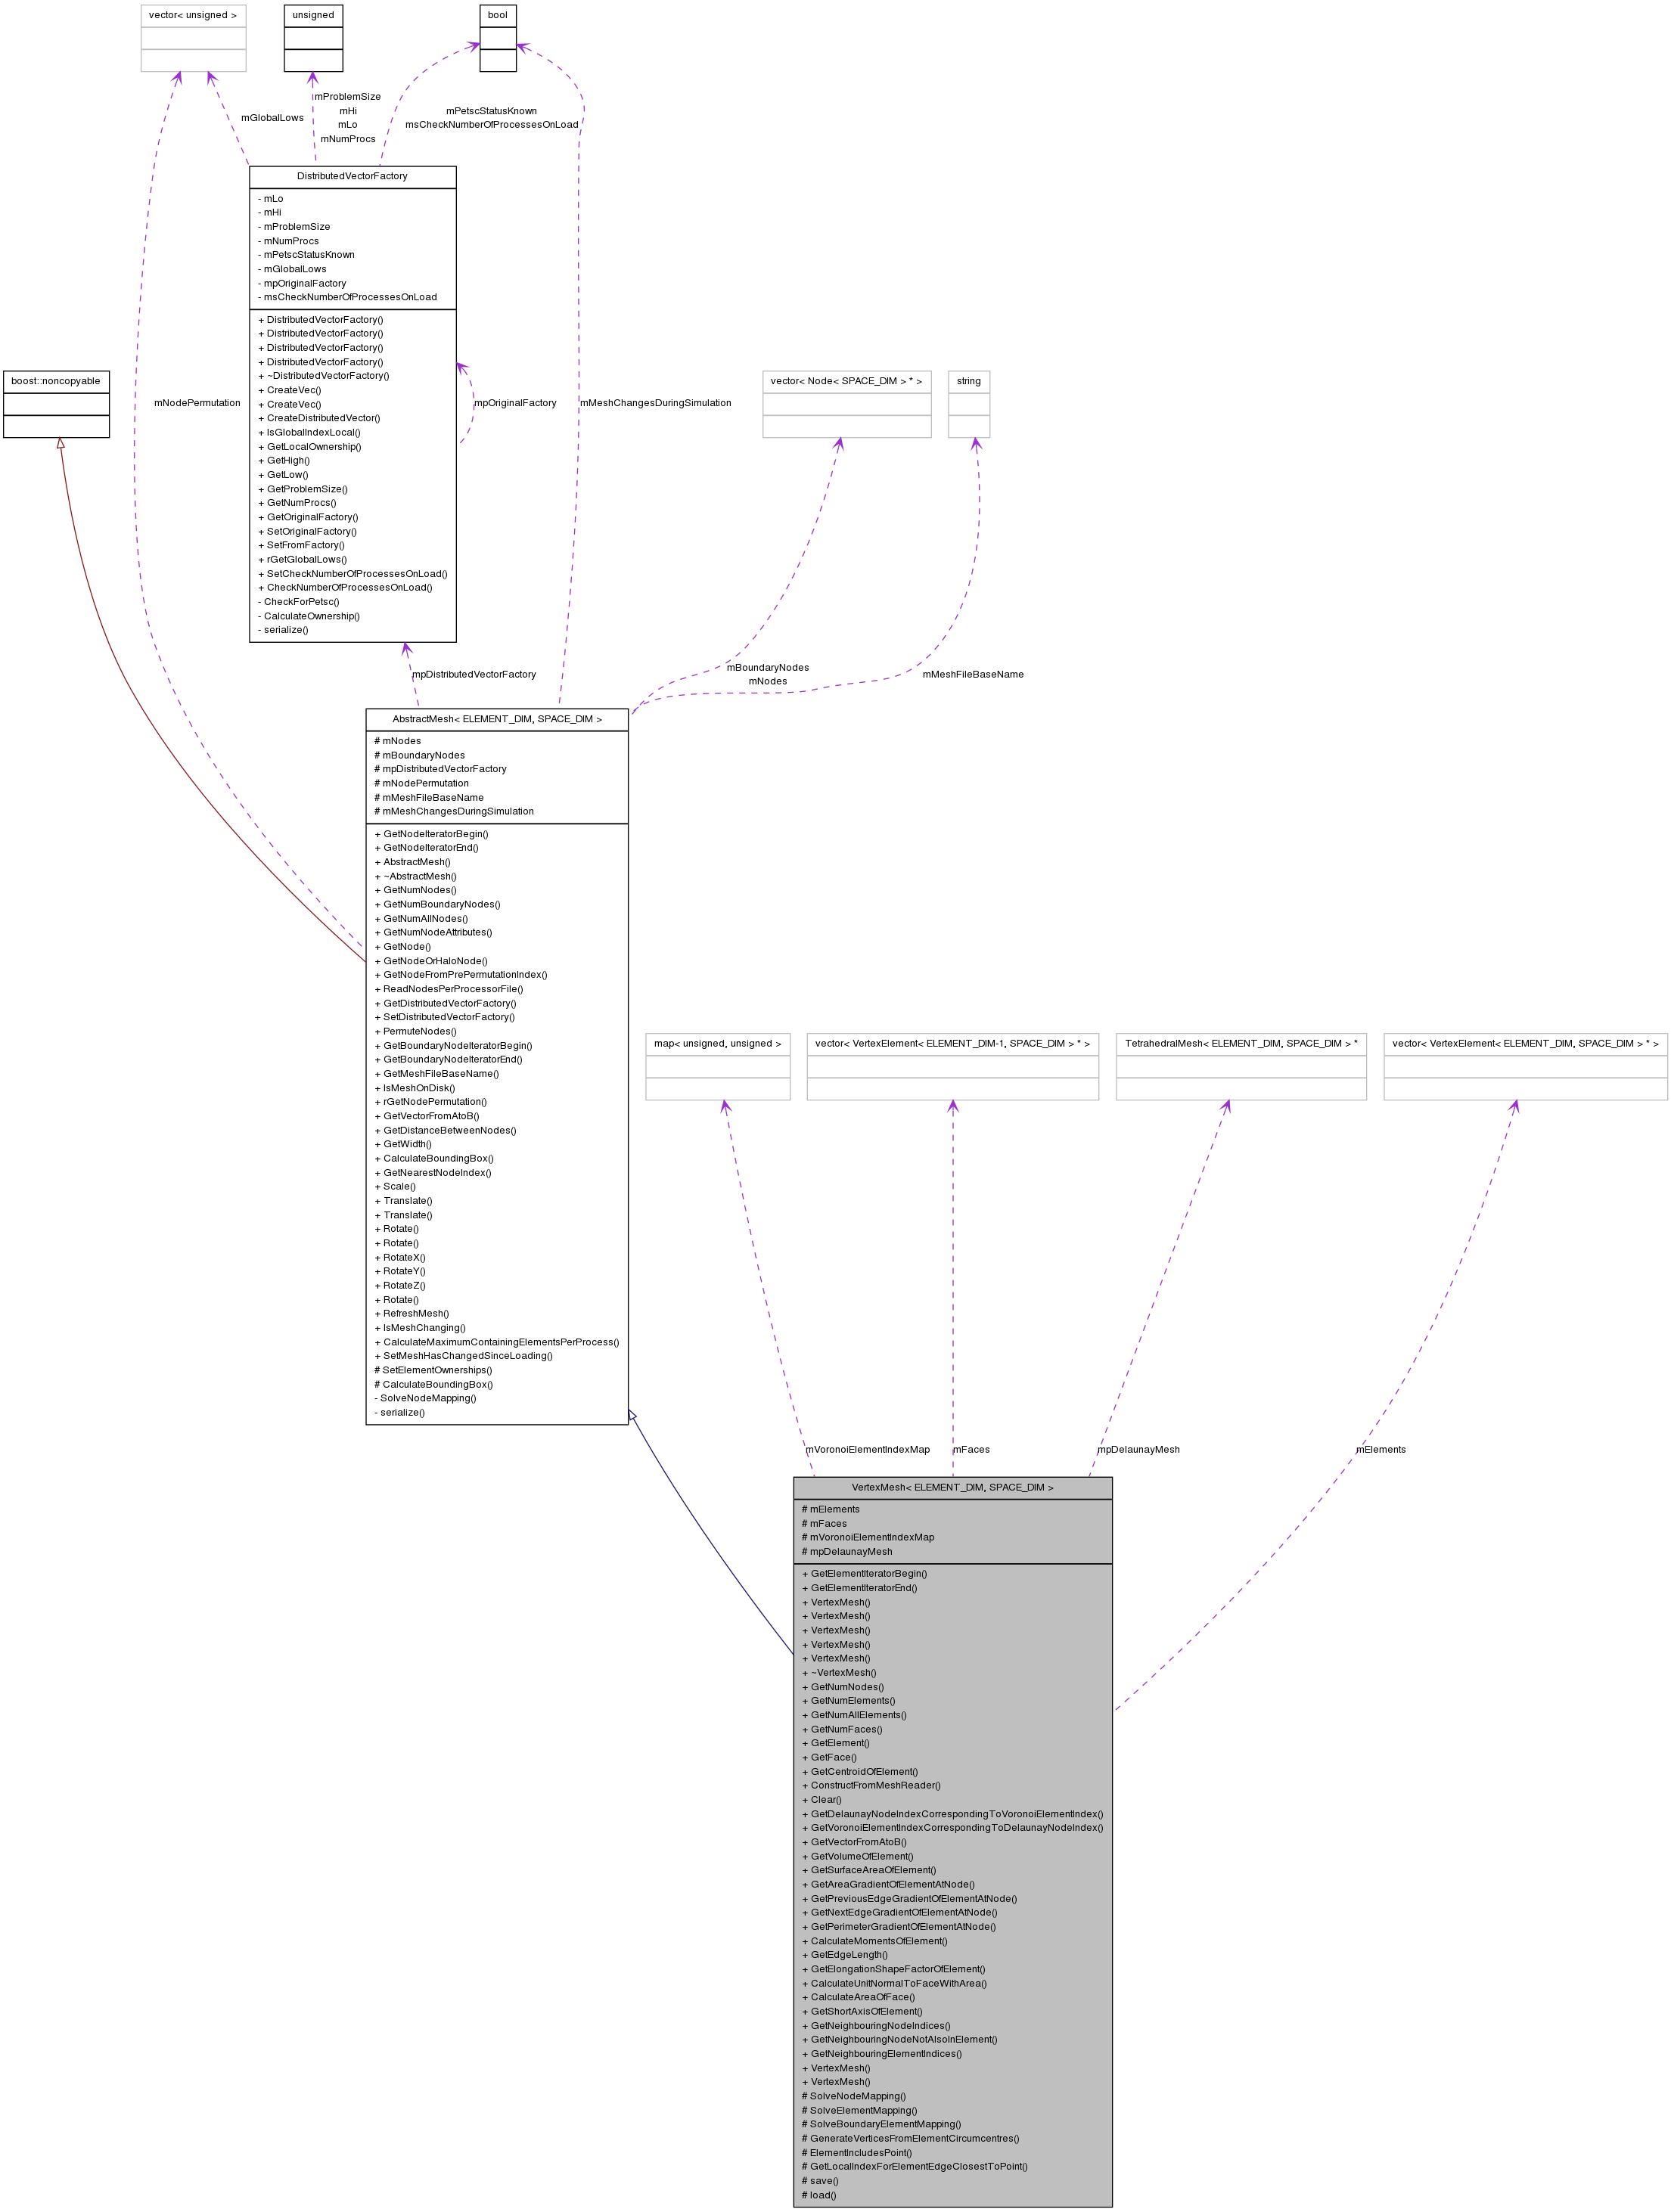 vector< unsigned >
unsigned
bool
mGlobalLows
mProblemSize
mHi
mLo
mNumProcs
mPetscStatusKnown
msCheckNumberOfProcessesOnLoad
DistributedVectorFactory
- mLo
- mHi
- mProblemSize
- mNumProcs
- mPetscStatusKnown
- mGlobalLows
- mpOriginalFactory
- msCheckNumberOfProcessesOnLoad
+ DistributedVectorFactory()
+ DistributedVectorFactory()
+ DistributedVectorFactory()
+ DistributedVectorFactory()
+ ~DistributedVectorFactory()
+ CreateVec()
+ CreateVec()
+ CreateDistributedVector()
+ IsGlobalIndexLocal()
+ GetLocalOwnership()
+ GetHigh()
+ GetLow()
+ GetProblemSize()
+ GetNumProcs()
+ GetOriginalFactory()
+ SetOriginalFactory()
+ SetFromFactory()
+ rGetGlobalLows()
+ SetCheckNumberOfProcessesOnLoad()
+ CheckNumberOfProcessesOnLoad()
- CheckForPetsc()
- CalculateOwnership()
- serialize()
boost::noncopyable
mNodePermutation
mpOriginalFactory
mMeshChangesDuringSimulation
vector< Node< SPACE_DIM > * >
string
mpDistributedVectorFactory
mBoundaryNodes
mNodes
mMeshFileBaseName
AbstractMesh< ELEMENT_DIM, SPACE_DIM >
# mNodes
# mBoundaryNodes
# mpDistributedVectorFactory
# mNodePermutation
# mMeshFileBaseName
# mMeshChangesDuringSimulation
+ GetNodeIteratorBegin()
+ GetNodeIteratorEnd()
+ AbstractMesh()
+ ~AbstractMesh()
+ GetNumNodes()
+ GetNumBoundaryNodes()
+ GetNumAllNodes()
+ GetNumNodeAttributes()
+ GetNode()
+ GetNodeOrHaloNode()
+ GetNodeFromPrePermutationIndex()
+ ReadNodesPerProcessorFile()
+ GetDistributedVectorFactory()
+ SetDistributedVectorFactory()
+ PermuteNodes()
+ GetBoundaryNodeIteratorBegin()
+ GetBoundaryNodeIteratorEnd()
+ GetMeshFileBaseName()
+ IsMeshOnDisk()
+ rGetNodePermutation()
+ GetVectorFromAtoB()
+ GetDistanceBetweenNodes()
+ GetWidth()
+ CalculateBoundingBox()
+ GetNearestNodeIndex()
+ Scale()
+ Translate()
+ Translate()
+ Rotate()
+ Rotate()
+ RotateX()
+ RotateY()
+ RotateZ()
+ Rotate()
+ RefreshMesh()
+ IsMeshChanging()
+ CalculateMaximumContainingElementsPerProcess()
+ SetMeshHasChangedSinceLoading()
# SetElementOwnerships()
# CalculateBoundingBox()
- SolveNodeMapping()
- serialize()
map< unsigned, unsigned >
vector< VertexElement< ELEMENT_DIM-1, SPACE_DIM > * >
TetrahedralMesh< ELEMENT_DIM, SPACE_DIM > *
vector< VertexElement< ELEMENT_DIM, SPACE_DIM > * >
mVoronoiElementIndexMap
mFaces
mpDelaunayMesh
mElements
VertexMesh< ELEMENT_DIM, SPACE_DIM >
# mElements
# mFaces
# mVoronoiElementIndexMap
# mpDelaunayMesh
+ GetElementIteratorBegin()
+ GetElementIteratorEnd()
+ VertexMesh()
+ VertexMesh()
+ VertexMesh()
+ VertexMesh()
+ VertexMesh()
+ ~VertexMesh()
+ GetNumNodes()
+ GetNumElements()
+ GetNumAllElements()
+ GetNumFaces()
+ GetElement()
+ GetFace()
+ GetCentroidOfElement()
+ ConstructFromMeshReader()
+ Clear()
+ GetDelaunayNodeIndexCorrespondingToVoronoiElementIndex()
+ GetVoronoiElementIndexCorrespondingToDelaunayNodeIndex()
+ GetVectorFromAtoB()
+ GetVolumeOfElement()
+ GetSurfaceAreaOfElement()
+ GetAreaGradientOfElementAtNode()
+ GetPreviousEdgeGradientOfElementAtNode()
+ GetNextEdgeGradientOfElementAtNode()
+ GetPerimeterGradientOfElementAtNode()
+ CalculateMomentsOfElement()
+ GetEdgeLength()
+ GetElongationShapeFactorOfElement()
+ CalculateUnitNormalToFaceWithArea()
+ CalculateAreaOfFace()
+ GetShortAxisOfElement()
+ GetNeighbouringNodeIndices()
+ GetNeighbouringNodeNotAlsoInElement()
+ GetNeighbouringElementIndices()
+ VertexMesh()
+ VertexMesh()
# SolveNodeMapping()
# SolveElementMapping()
# SolveBoundaryElementMapping()
# GenerateVerticesFromElementCircumcentres()
# ElementIncludesPoint()
# GetLocalIndexForElementEdgeClosestToPoint()
# save()
# load()